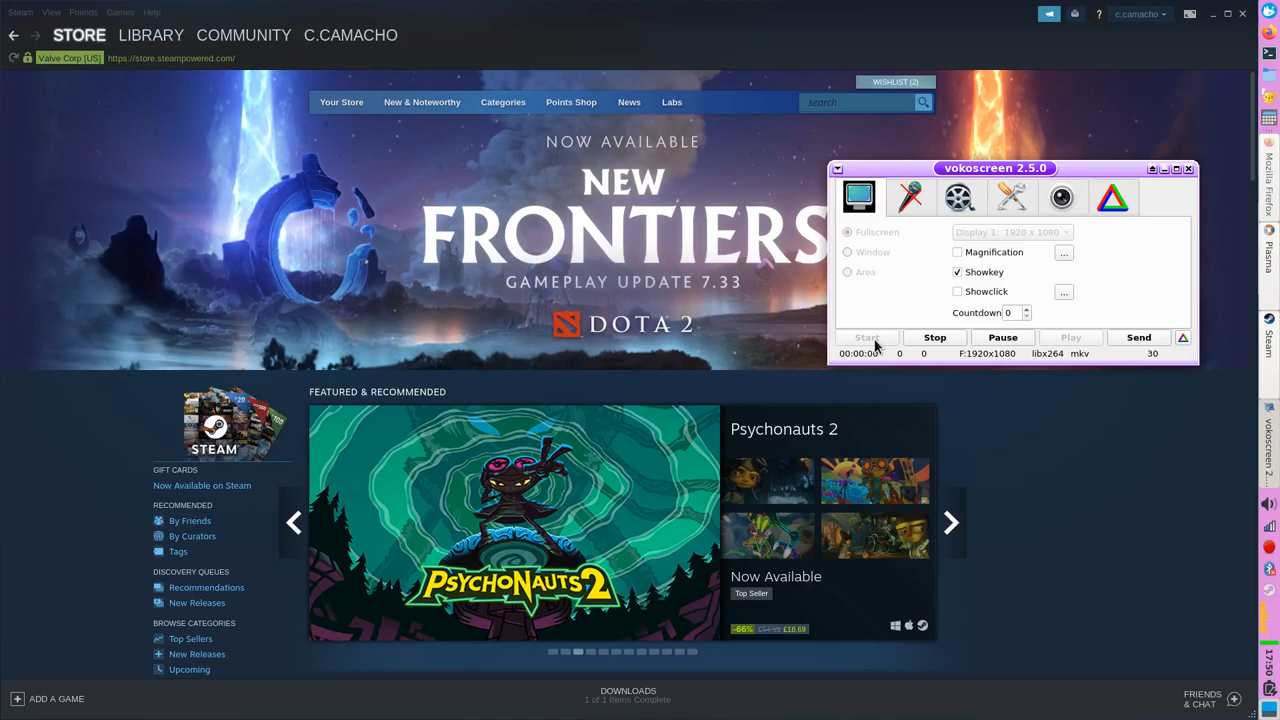 Steam View Friends Games Help
c.camacho
STORE LIBRARY COMMUNITY C.CAMACHO
Valve Corp [US] https://store.steampowered.com/
WISHLIST (2)
Your Store New & Noteworthy Categories Points Shop News Labs search
NOW AVAILABLE
NEW
FRONTIERS
GAMEPLAY UPDATE 7.33
DOTA 2
vokoscreen 2.5.0
Fullscreen Display 1: 1920 x 1080
Window Magnification ...
Area Showkey
Showclick ...
Countdown 0
Start Stop Pause Play Send
00:00:00 0 0 F:1920x1080 libx264 mkv 30
FEATURED & RECOMMENDED
STEAM
GIFT CARDS
Now Available on Steam
RECOMMENDED
By Friends
By Curators
Tags
DISCOVERY QUEUES
Recommendations
New Releases
BROWSE CATEGORIES
Top Sellers
New Releases
Upcoming
PSYCHONAUTS 2
Psychonauts 2
Now Available
Top Seller
-66% £54.99 £18.69
ADD A GAME
DOWNLOADS
1 of 1 Items Complete
FRIENDS
& CHAT
Mozilla Firefox
Plasma
Steam
vokoscreen 2....
17:50